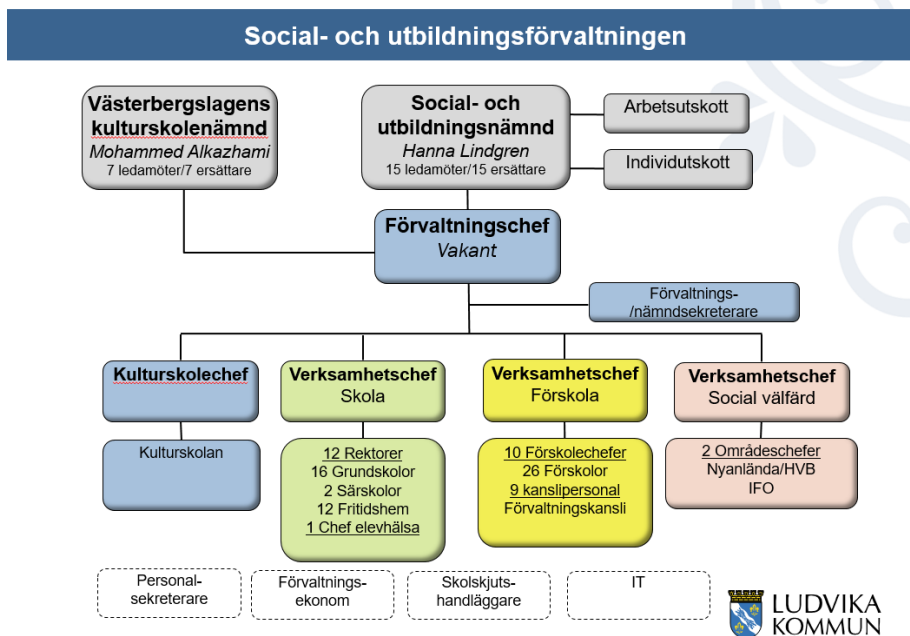 Social- och utbildningsförvaltningen
Västerbergslagens
kulturskolenämnd
Mohammed Alkazhami
7 ledamöter/7 ersättare
Social- och
utbildningsnämnd
Hanna Lindgren
15 ledamöter/15 ersättare
Arbetsutskott
Individutskott
Förvaltningschef
Vakant
Förvaltnings-
/nämndsekreterare
Kulturskolechef
Verksamhetschef
Skola
Verksamhetschef
Förskola
Verksamhetschef
Social välfärd
Kulturskolan
12 Rektorer
16 Grundskolor
2 Särskolor
12 Fritidshem
1 Chef elevhälsa
10 Förskolechefer
26 Förskolor
9 kanslipersonal
Förvaltningskansli
2 Områdeschefer
Nyanlända/HVB
IFO
Personal-
sekreterare
Förvaltnings-
ekonom
Skolskjuts-
handläggare
IT
LUDVIKA
KOMMUN